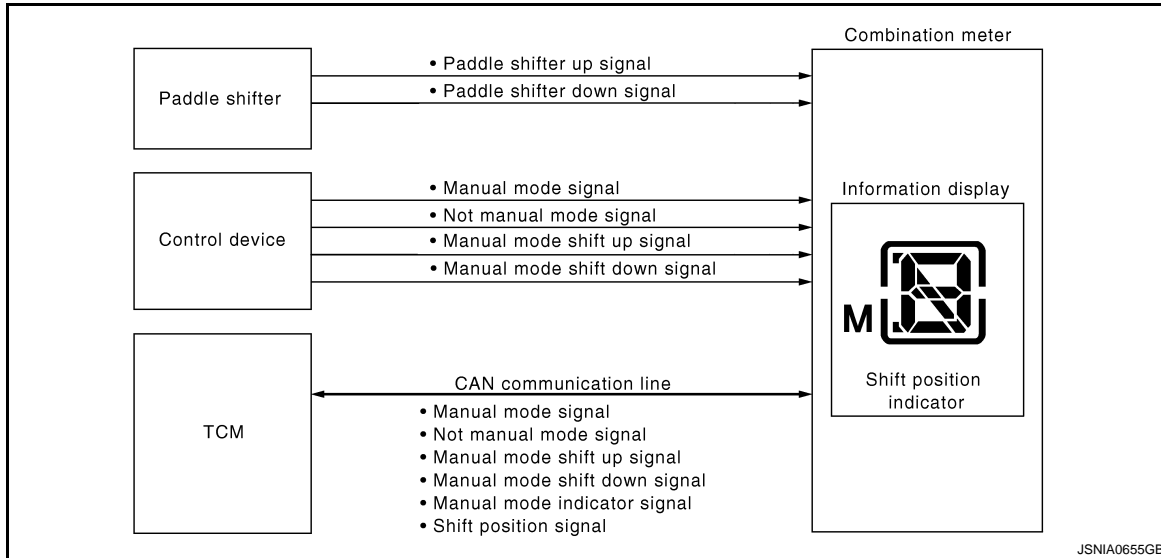 Combination meter
Paddle shifter
• Paddle shifter up signal
• Paddle shifter down signal
Control device
• Manual mode signal
• Not manual mode signal
• Manual mode shift up signal
• Manual mode shift down signal
Information display
M
Shift position
indicator
TCM
CAN communication line
• Manual mode signal
• Not manual mode signal
• Manual mode shift up signal
• Manual mode shift down signal
• Manual mode indicator signal
• Shift position signal